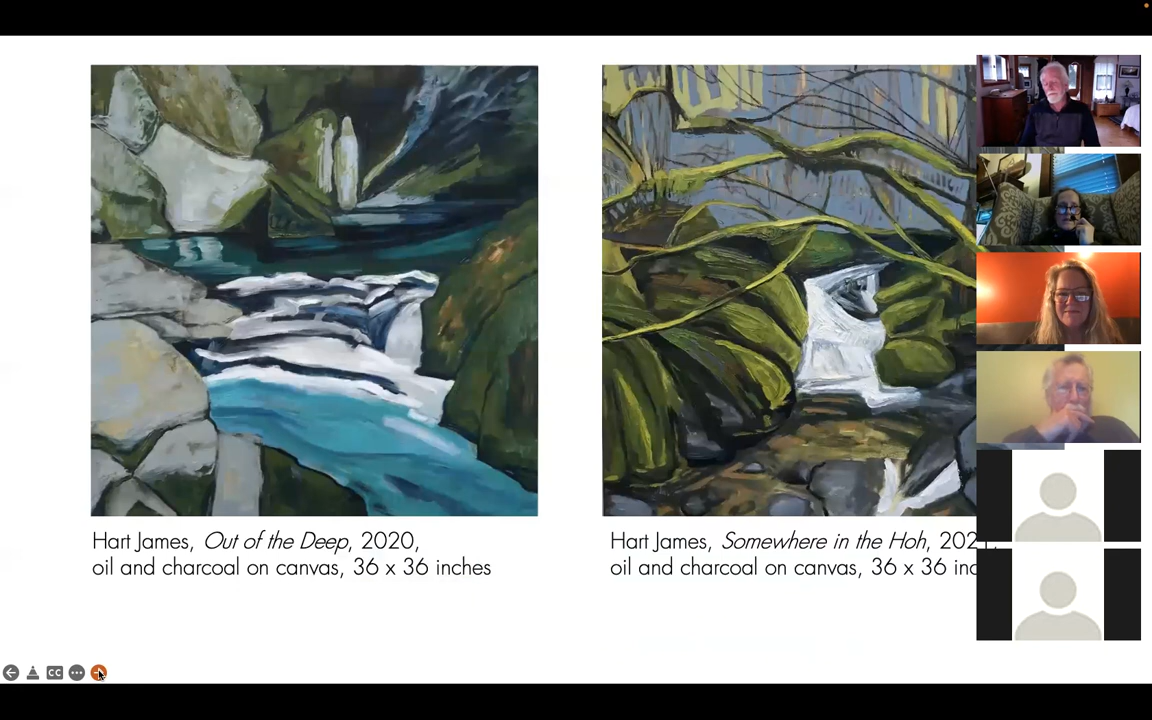 Hart James, Out of the Deep, 2020,
oil and charcoal on canvas, 36 x 36 inches
Hart James, Somewhere in the Hoh,
oil and charcoal on canvas, 36 x 36
CC